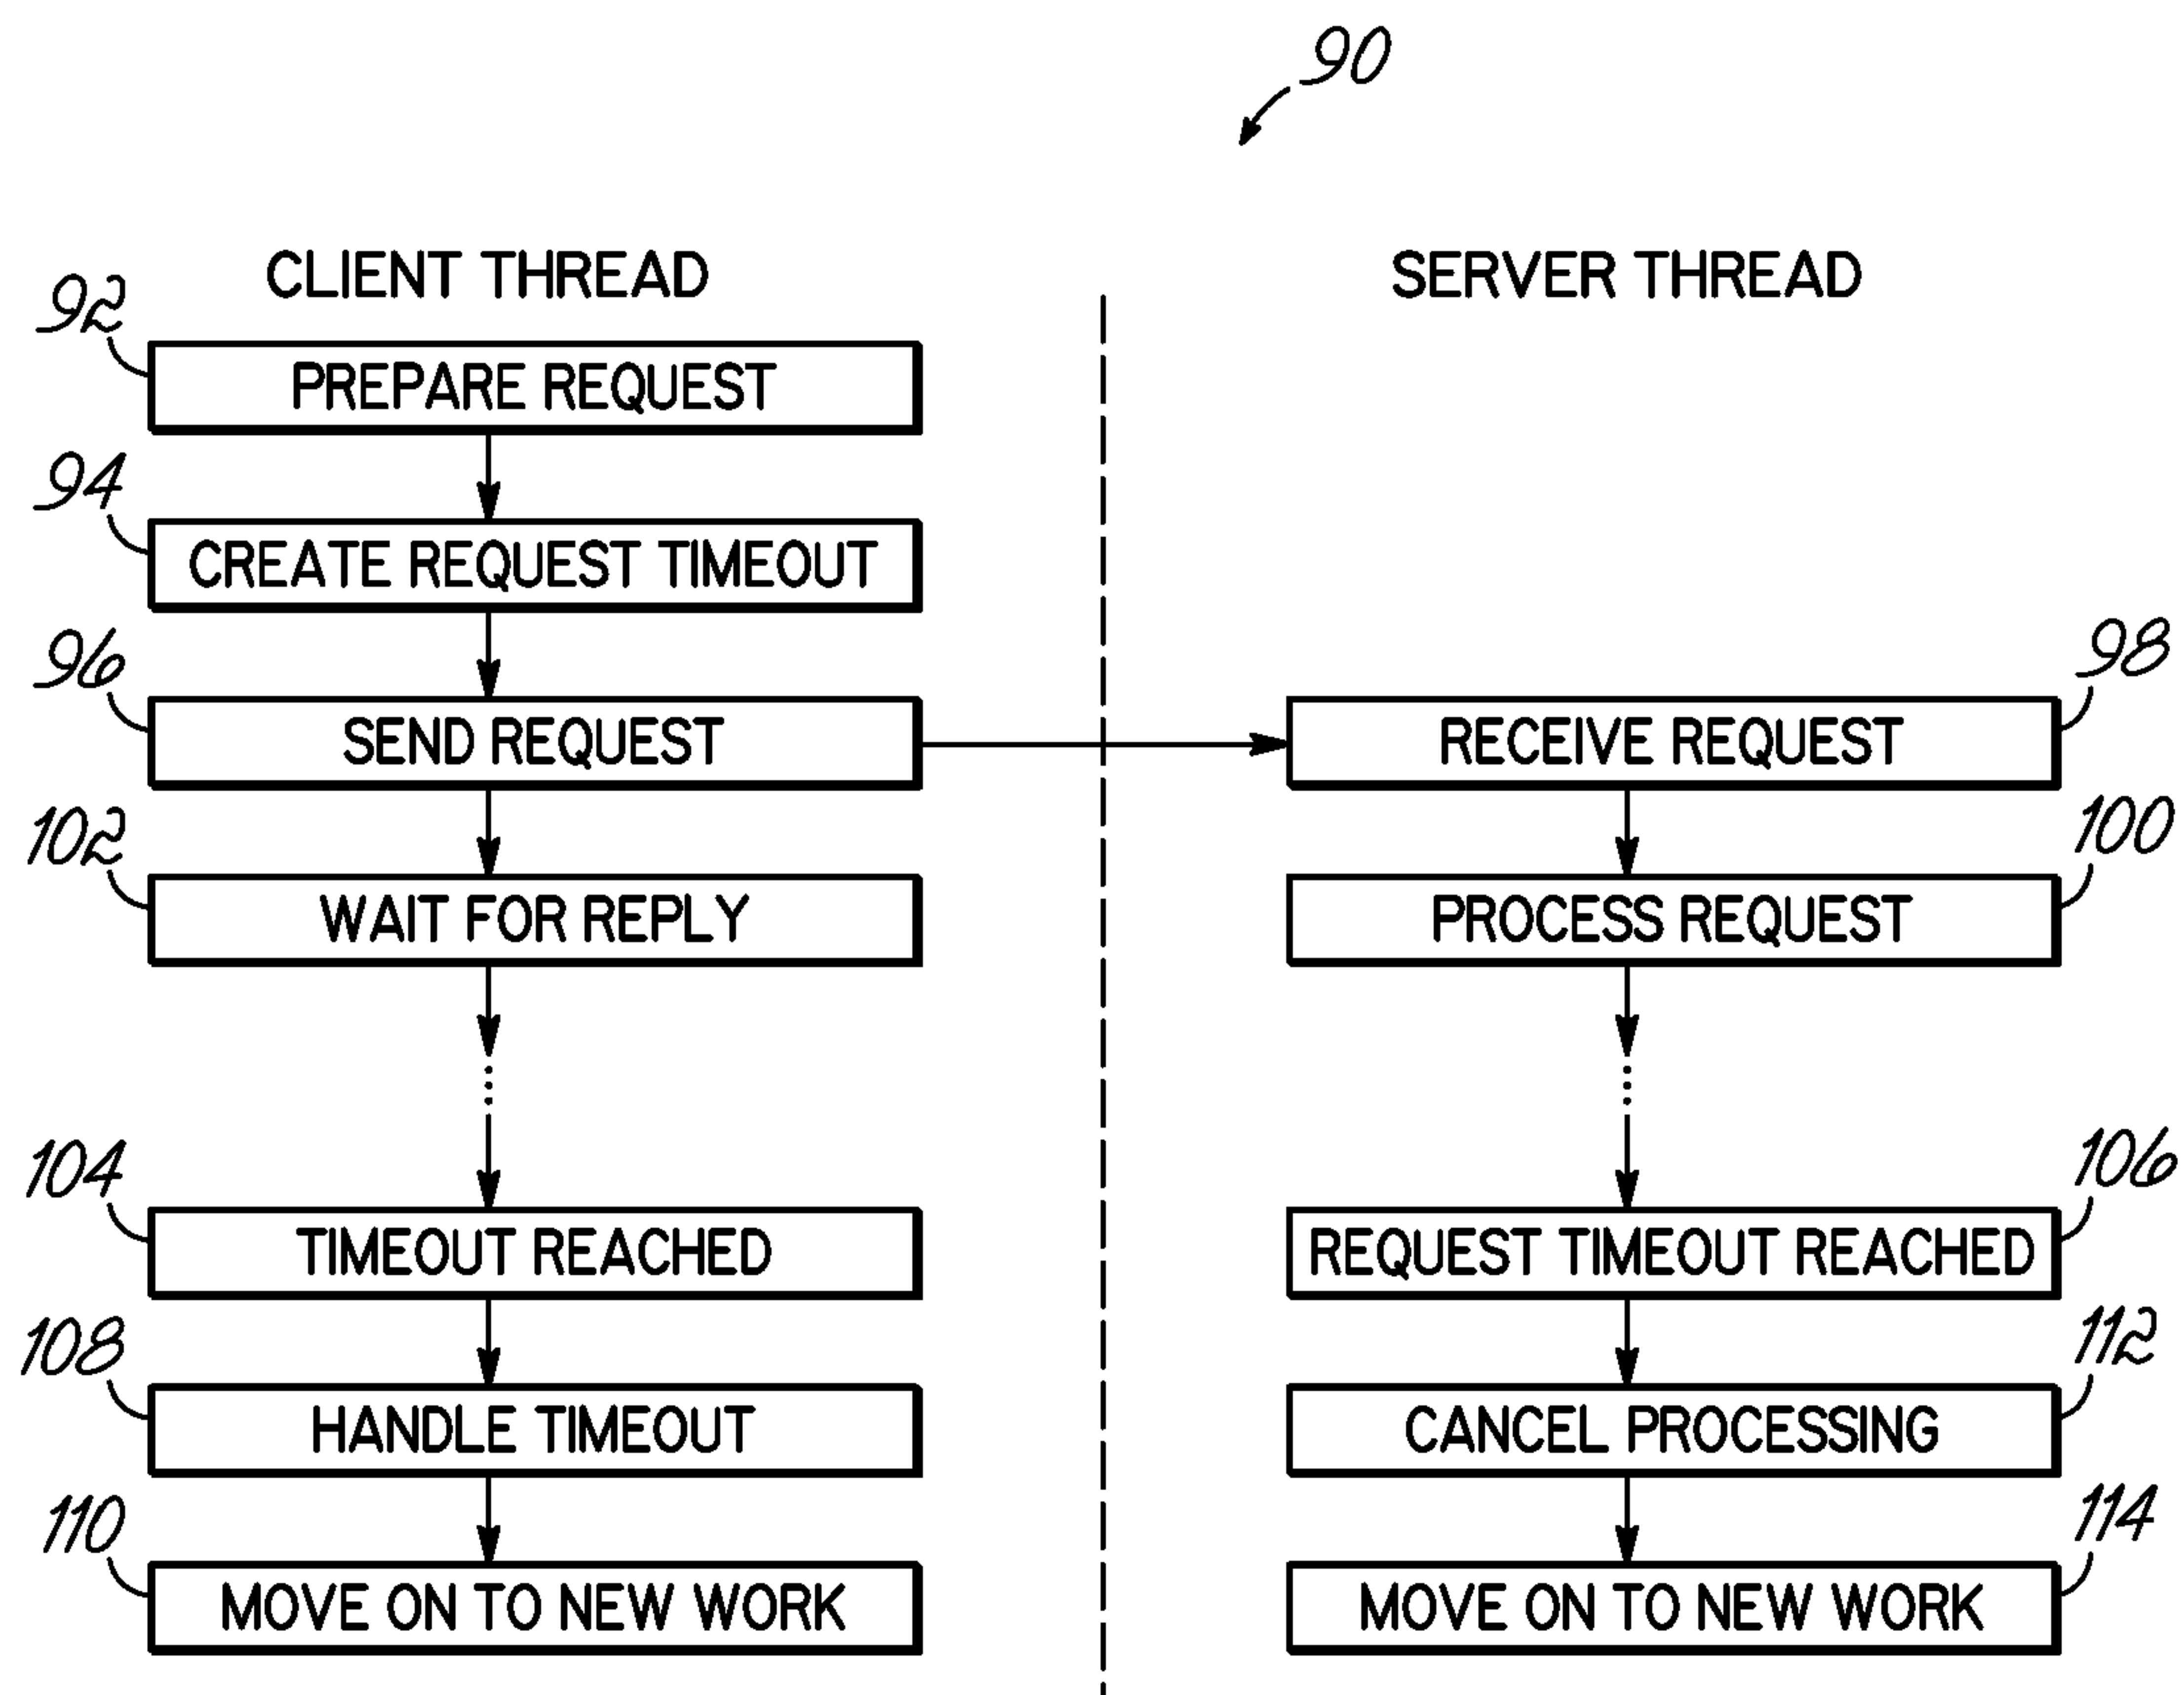 90
CLIENT THREAD
SERVER THREAD
92
PREPARE REQUEST
94
CREATE REQUEST TIMEOUT
96
SEND REQUEST
98
RECEIVE REQUEST
102
WAIT FOR REPLY
100
PROCESS REQUEST
104
TIMEOUT REACHED
106
REQUEST TIMEOUT REACHED
108
HANDLE TIMEOUT
112
CANCEL PROCESSING
110
MOVE ON TO NEW WORK
114
MOVE ON TO NEW WORK